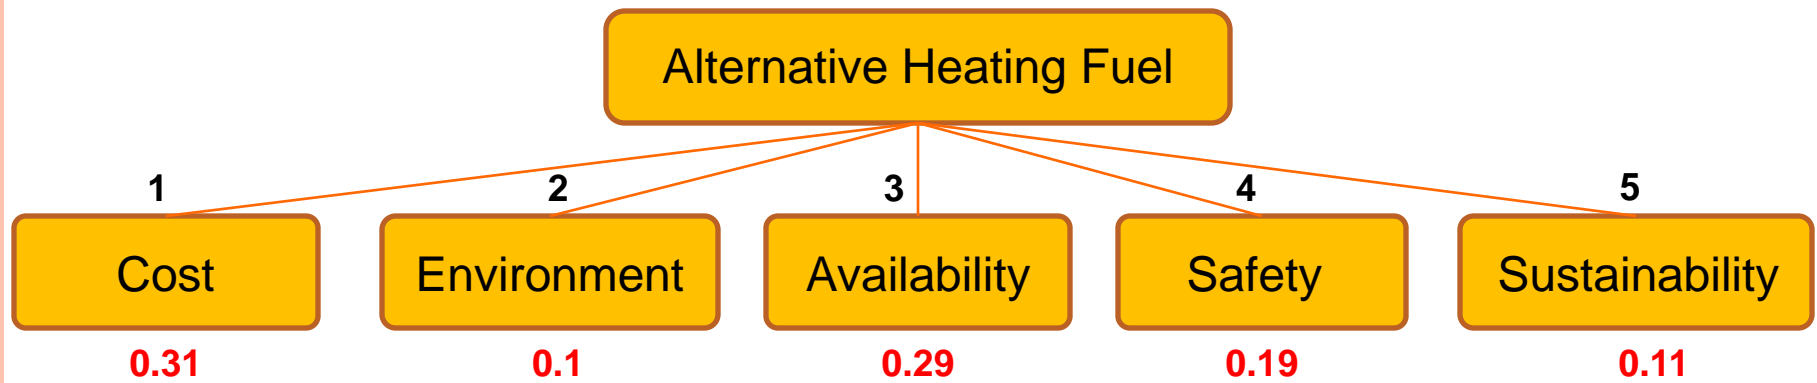 Alternative Heating Fuel
1 2 3 4 5
Cost Environment Availability Safety Sustainability
0.31 0.1 0.29 0.19 0.11